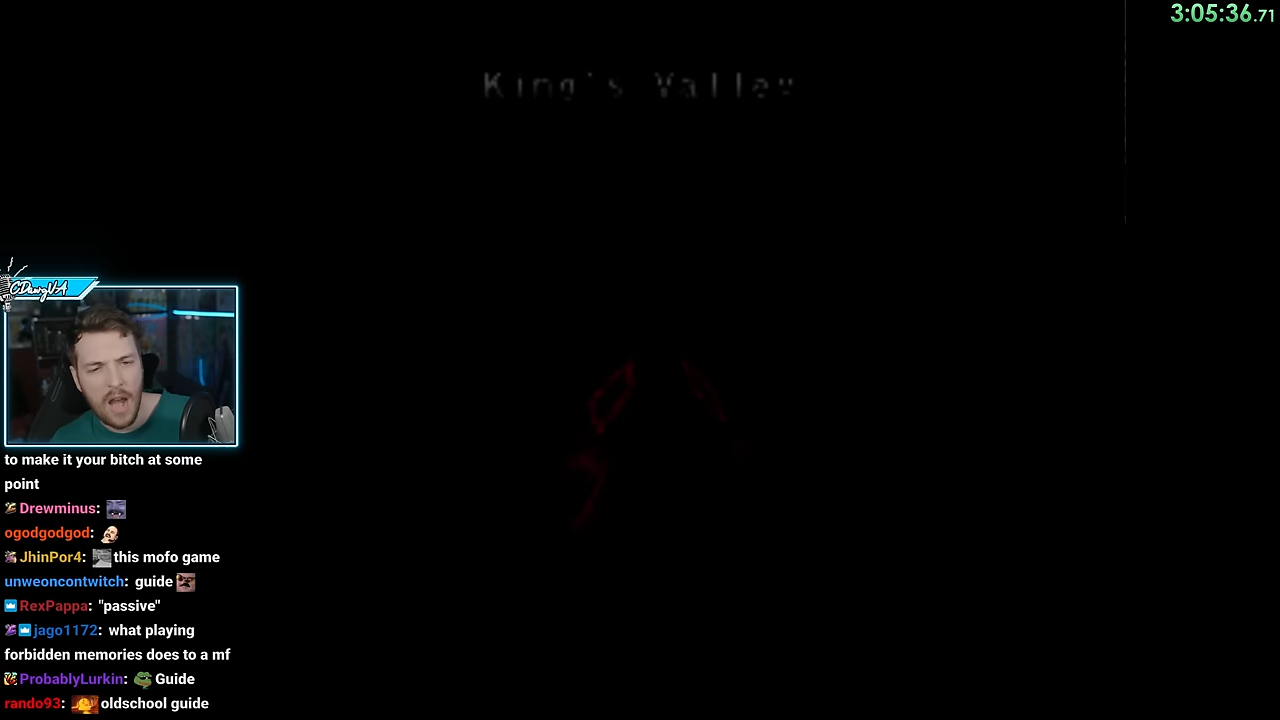 3:05:36.71
King's Valley
CDawgVA
to make it your bitch at some
point
Drewminus:
ogodgodgod:
JhinPor4: this mofo game
unweoncontwitch: guide
RexPappa: "passive"
jago1172: what playing
forbidden memories does to a mf
ProbablyLurkin: Guide
rando93: oldschool guide